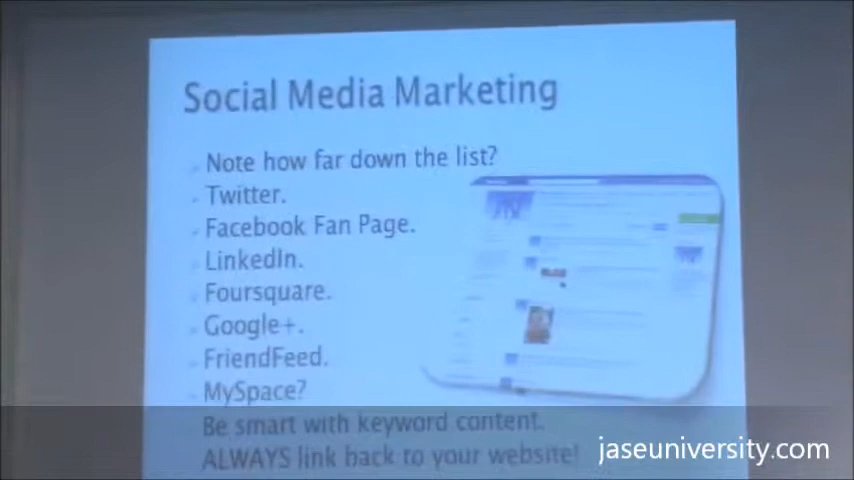 Social Media Marketing
Note how far down the list?
Twitter.
Facebook Fan Page.
LinkedIn.
Foursquare.
Google+.
FriendFeed.
MySpace?
Be smart with keyword content.
ALWAYS link back to your website!
jaseuniversity.com